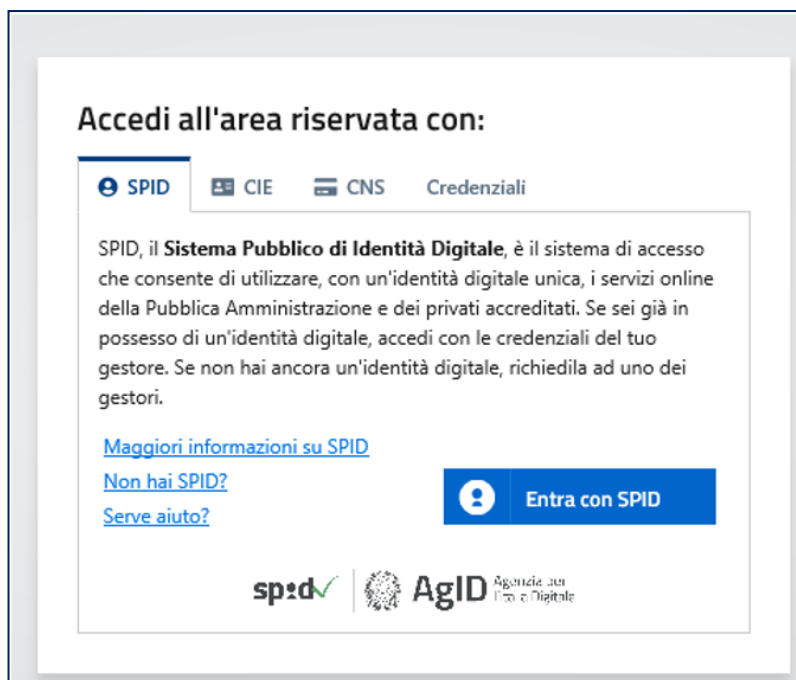 Accedi all'area riservata con:
SPID CIE CNS Credenziali
SPID, il Sistema Pubblico di Identità Digitale, è il sistema di accesso
che consente di utilizzare, con un'identità digitale unica, i servizi online
della Pubblica Amministrazione e dei privati accreditati. Se sei già in
possesso di un'identità digitale, accedi con le credenziali del tuo
gestore. Se non hai ancora un'identità digitale, richiedila ad uno dei
gestori.
Maggiori informazioni su SPID
Non hai SPID?
Serve aiuto?
Entra con SPID
spid AgID Agenzia per
l'Italia Digitale